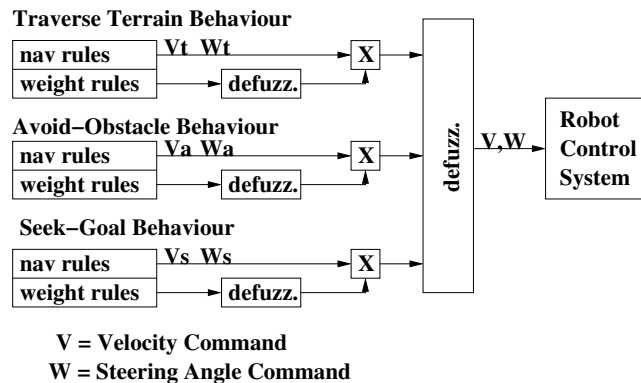 Traverse Terrain Behaviour
nav rules
Vt Wt
X
weight rules
defuzz.
Avoid−Obstacle Behaviour
nav rules
Va Wa
X
weight rules
defuzz.
Seek−Goal Behaviour
nav rules
Vs Ws
X
weight rules
defuzz.
defuzz.
V,W
Robot
Control
System
V = Velocity Command
W = Steering Angle Command